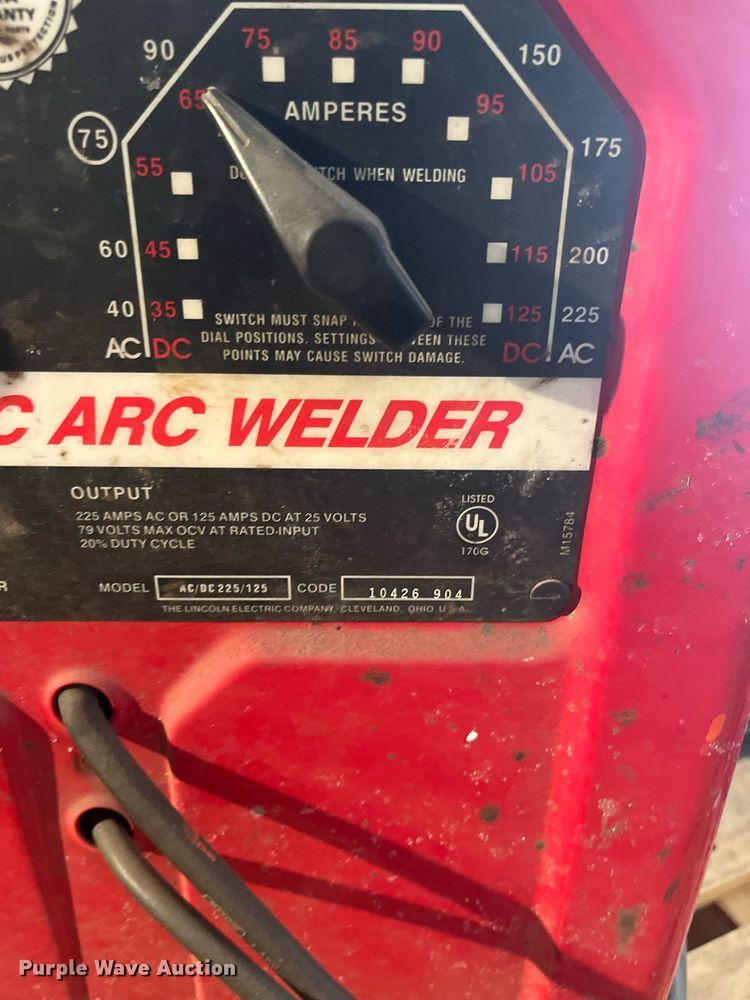 ANTY
90
75
85
90
150
65
AMPERES
95
75
175
55
SWITCH WHEN WELDING
105
60
45
115
200
40
35
125
225
SWITCH MUST SNAP OF THE
DIAL POSITIONS. SETTINGS THESE
POINTS MAY CAUSE SWITCH DAMAGE.
AC DC
DC AC
C ARC WELDER
OUTPUT
225 AMPS AC OR 125 AMPS DC AT 25 VOLTS
79 VOLTS MAX OCV AT RATED INPUT
20% DUTY CYCLE
LISTED
UL
170G
M15784
R
MODEL AC/DC 225/125 CODE 10426 904
THE LINCOLN ELECTRIC COMPANY, CLEVELAND, OHIO U.S.A.
Purple Wave Auction